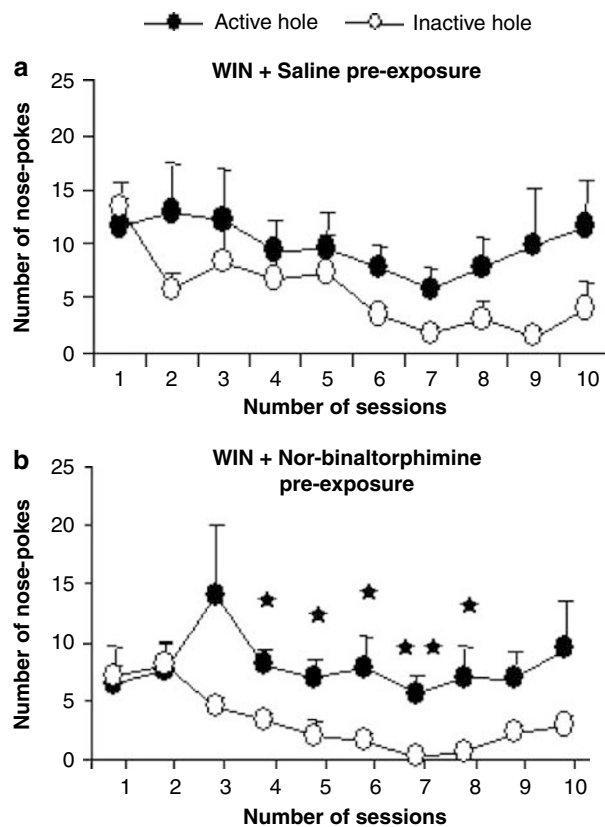 Active hole Inactive hole
a
WIN + Saline pre-exposure
25
20
15
10
5
0
Number of nose-pokes
1 2 3 4 5 6 7 8 9 10
Number of sessions
b
WIN + Nor-binaltorphimine
pre-exposure
25
20
15
10
5
0
Number of nose-pokes
1 2 3 4 5 6 7 8 9 10
Number of sessions